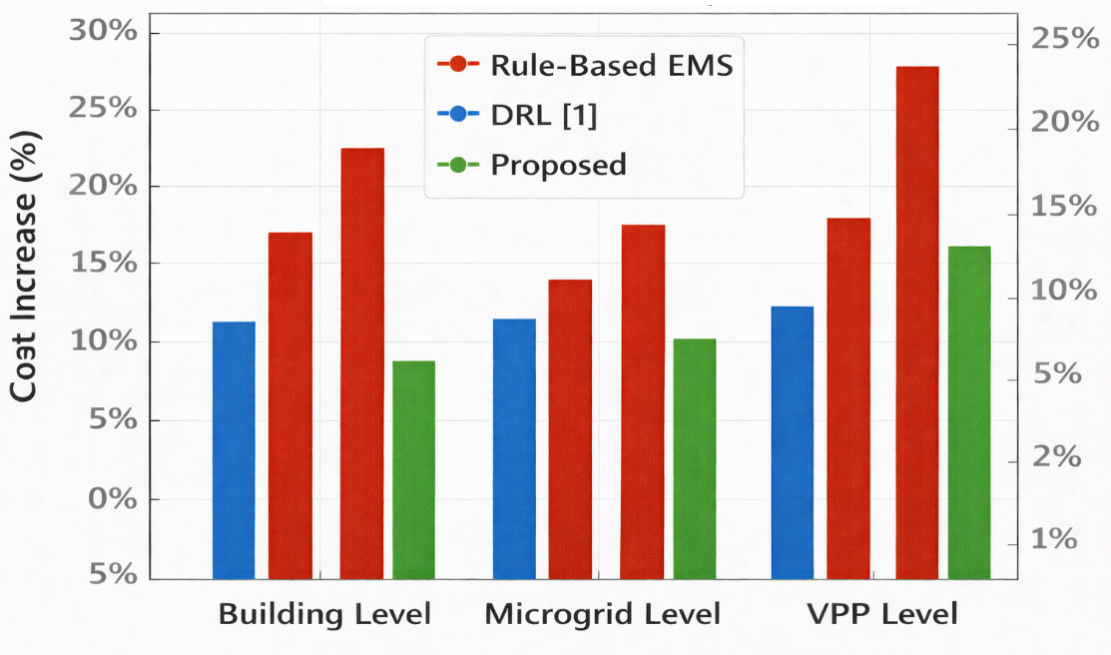 30%
25%
20%
15%
10%
5%
0%
5%
Coɘt Increase (%)
Rule-Based EMS
DRL [1]
Proposed
25%
20%
15%
10%
5%
2%
1%
Building Level
Microgrid Level
VPP Level